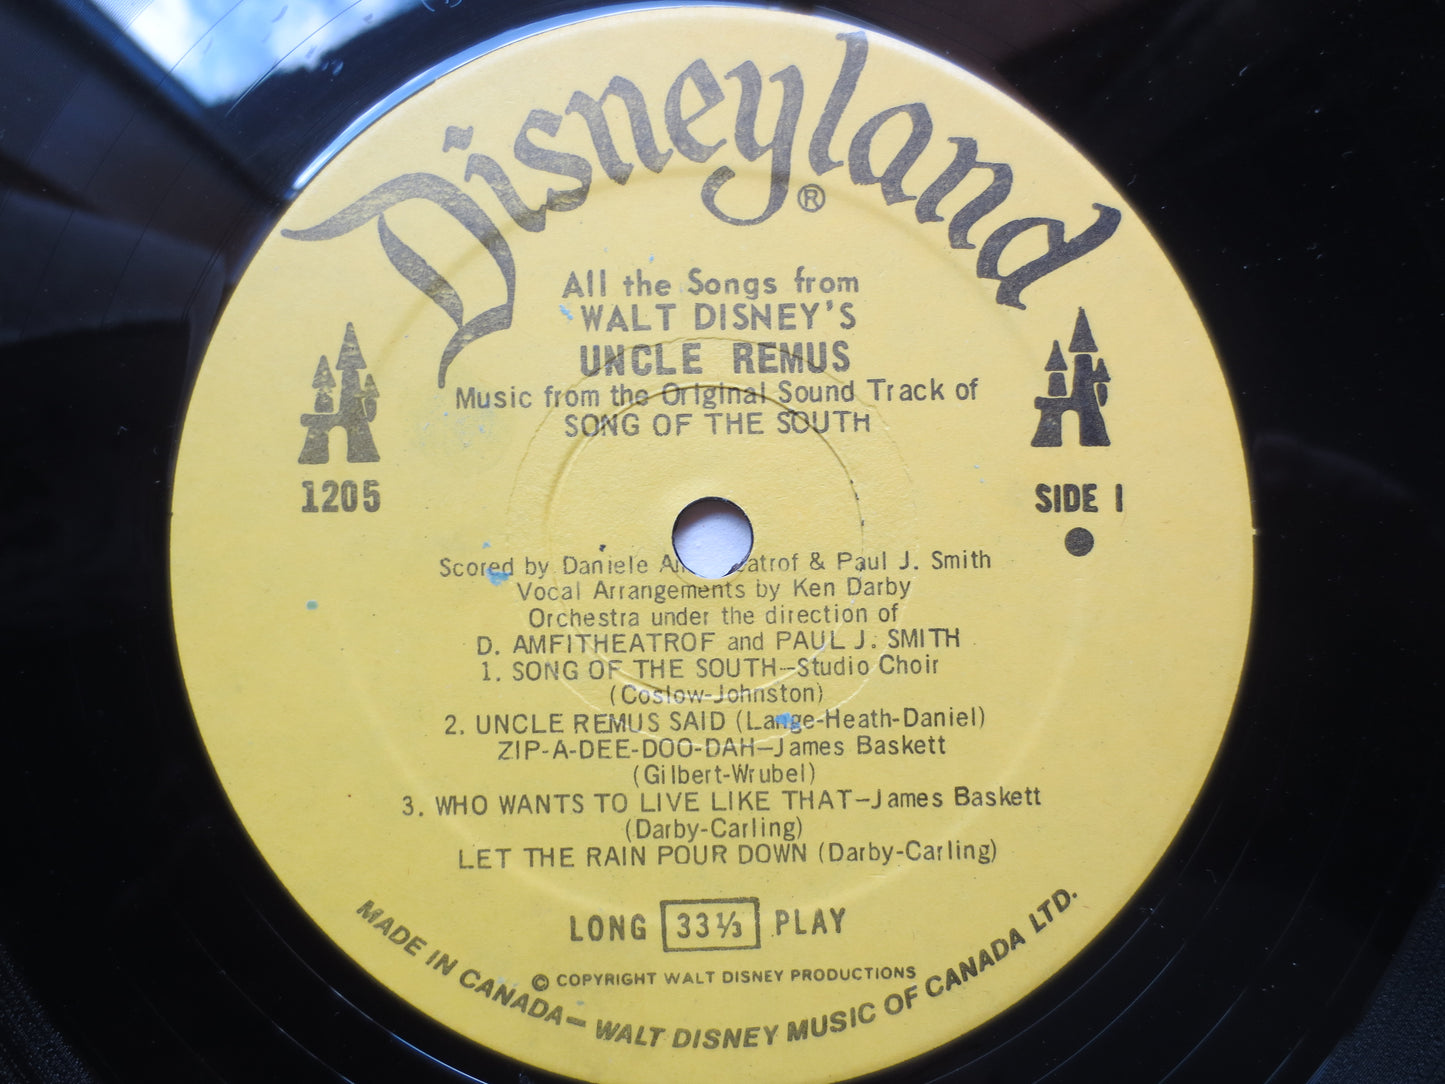 Disneyland®
All the Songs from
WALT DISNEY'S
UNCLE REMUS
Music from the Original Sound Track of
SONG OF THE SOUTH
1205
SIDE 1
Scored by Daniele & Paul J. Smith
Vocal Arrangements by Ken Darby
Orchestra under the direction of
D. AMFITHEATROF and PAUL J. SMITH
1. SONG OF THE SOUTH—Studio Choir
(Coslow-Johnston)
2. UNCLE REMUS SAID (Lange-Heath-Daniel)
ZIP-A-DEE-DOO-DAH—James Baskett
(Gilbert-Wrubel)
3. WHO WANTS TO LIVE LIKE THAT—James Baskett
(Darby-Carling)
LET THE RAIN POUR DOWN (Darby-Carling)
LONG 33⅓ PLAY
© COPYRIGHT WALT DISNEY PRODUCTIONS
MADE IN CANADA— WALT DISNEY MUSIC OF CANADA LTD.